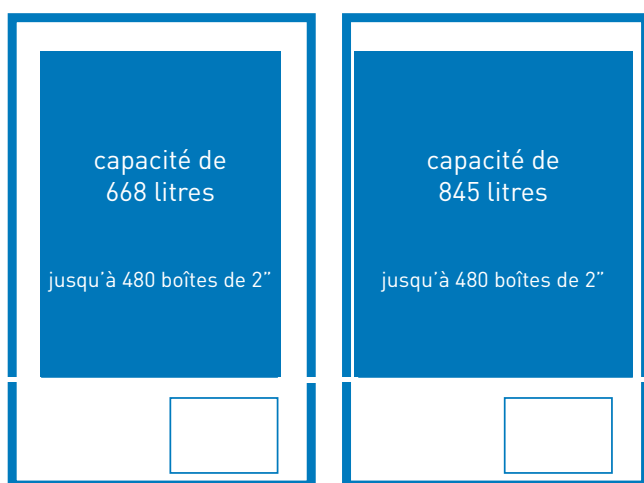 capacité de
668 litres
jusqu'à 480 boîtes de 2”
capacité de
845 litres
jusqu'à 480 boîtes de 2”